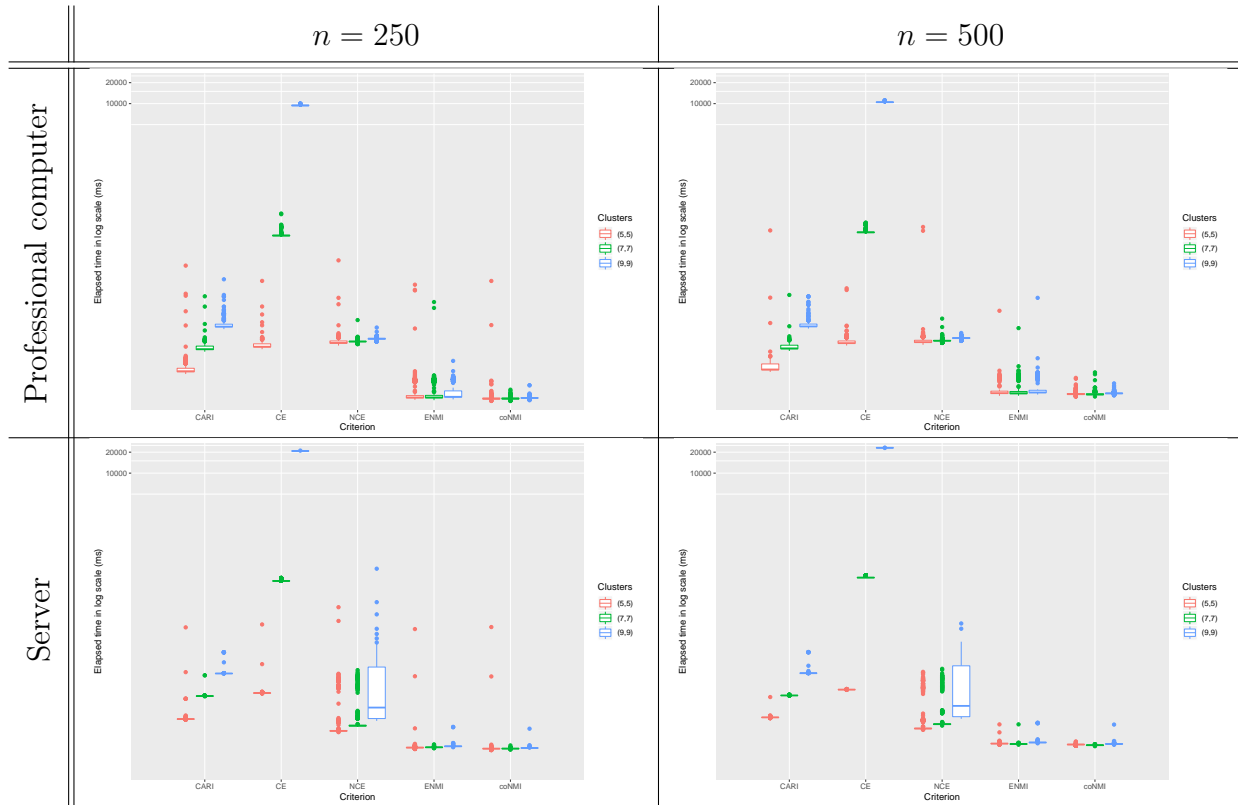 n = 250
n = 500
Professional computer
Elapsed time in log scale (ms)
20000
10000
CARI
CE
NCE
ENMI
coNMI
Criterion
Clusters
(5,5)
(7,7)
(9,9)
Elapsed time in log scale (ms)
20000
10000
CARI
CE
NCE
ENMI
coNMI
Criterion
Clusters
(5,5)
(7,7)
(9,9)
Server
Elapsed time in log scale (ms)
20000
10000
CARI
CE
NCE
ENMI
coNMI
Criterion
Clusters
(5,5)
(7,7)
(9,9)
Elapsed time in log scale (ms)
20000
10000
CARI
CE
NCE
ENMI
coNMI
Criterion
Clusters
(5,5)
(7,7)
(9,9)